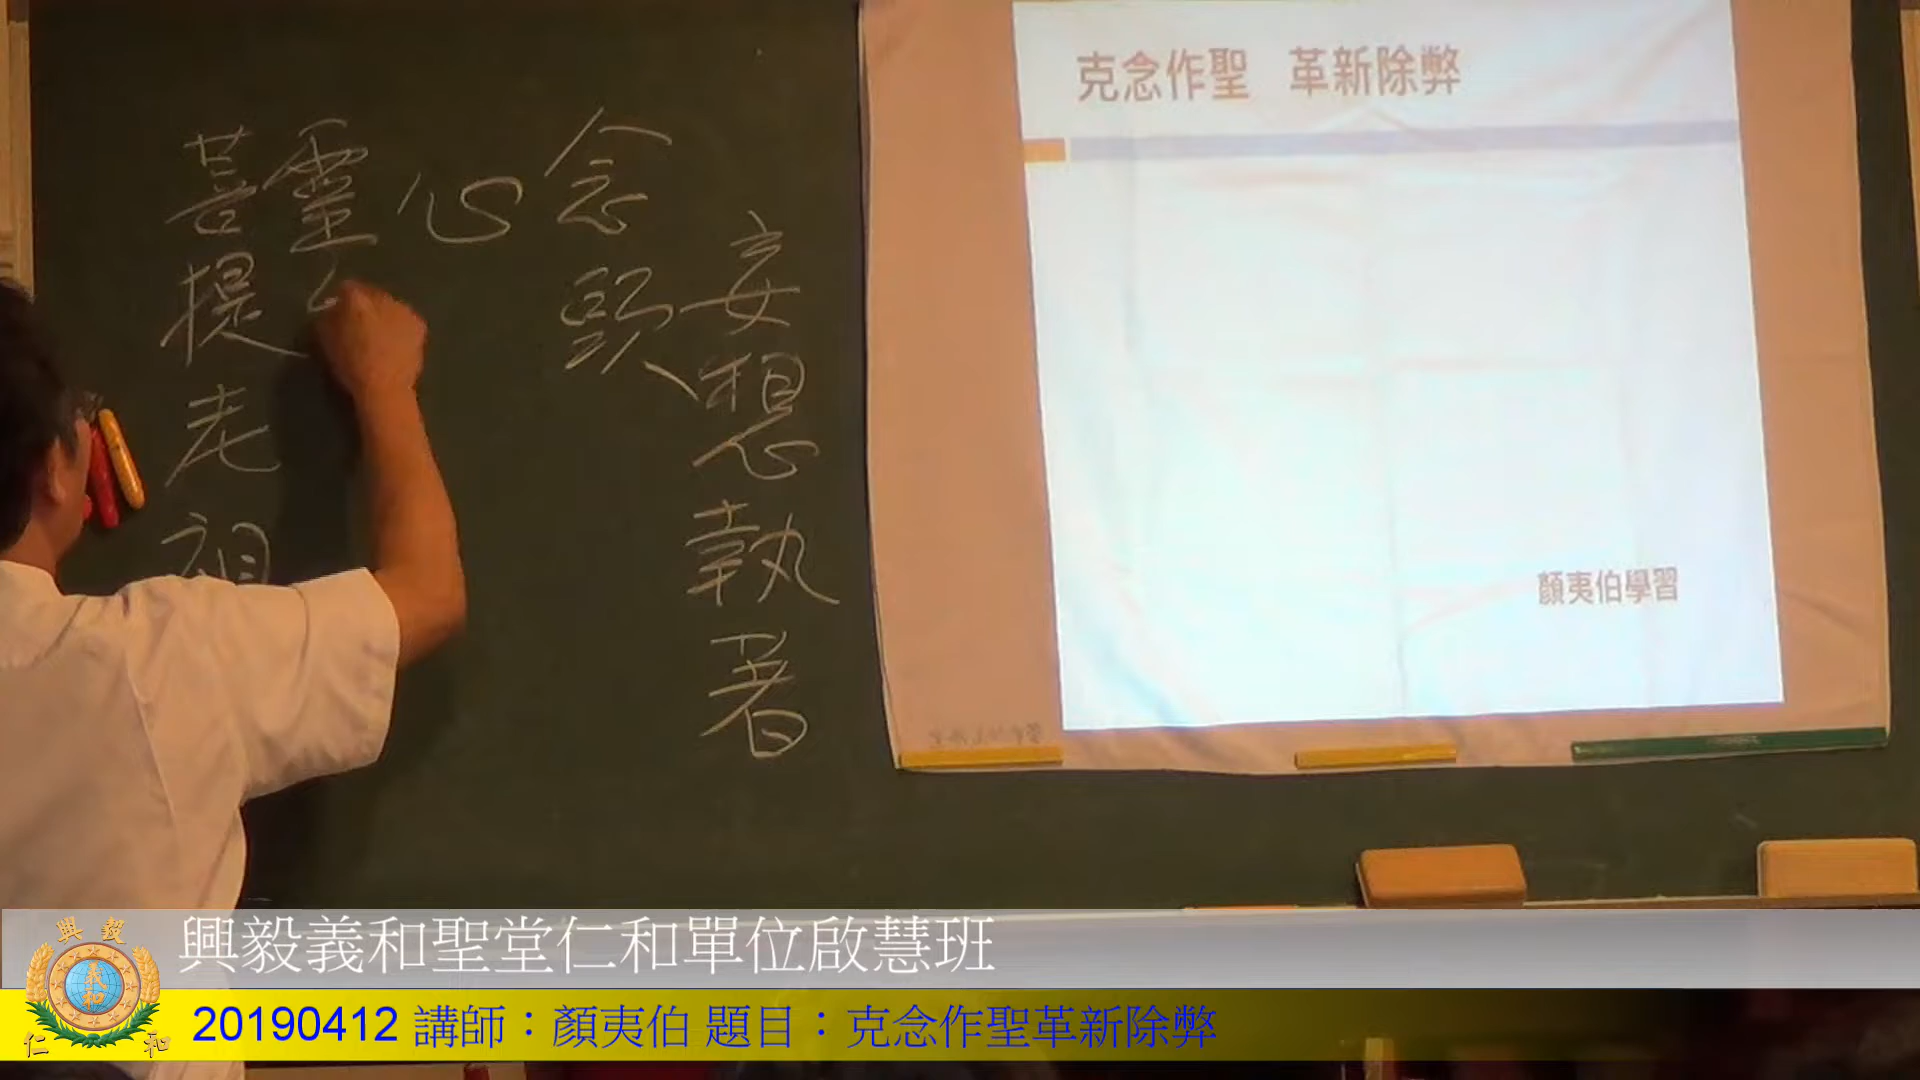 克念作聖 革新除弊
顏夷伯學習
妄想執著
念頭
心
靈
菩提老祖
興毅義和聖堂仁和單位啟慧班
20190412 講師：顏夷伯 題目：克念作聖革新除弊
興毅
義和
仁和